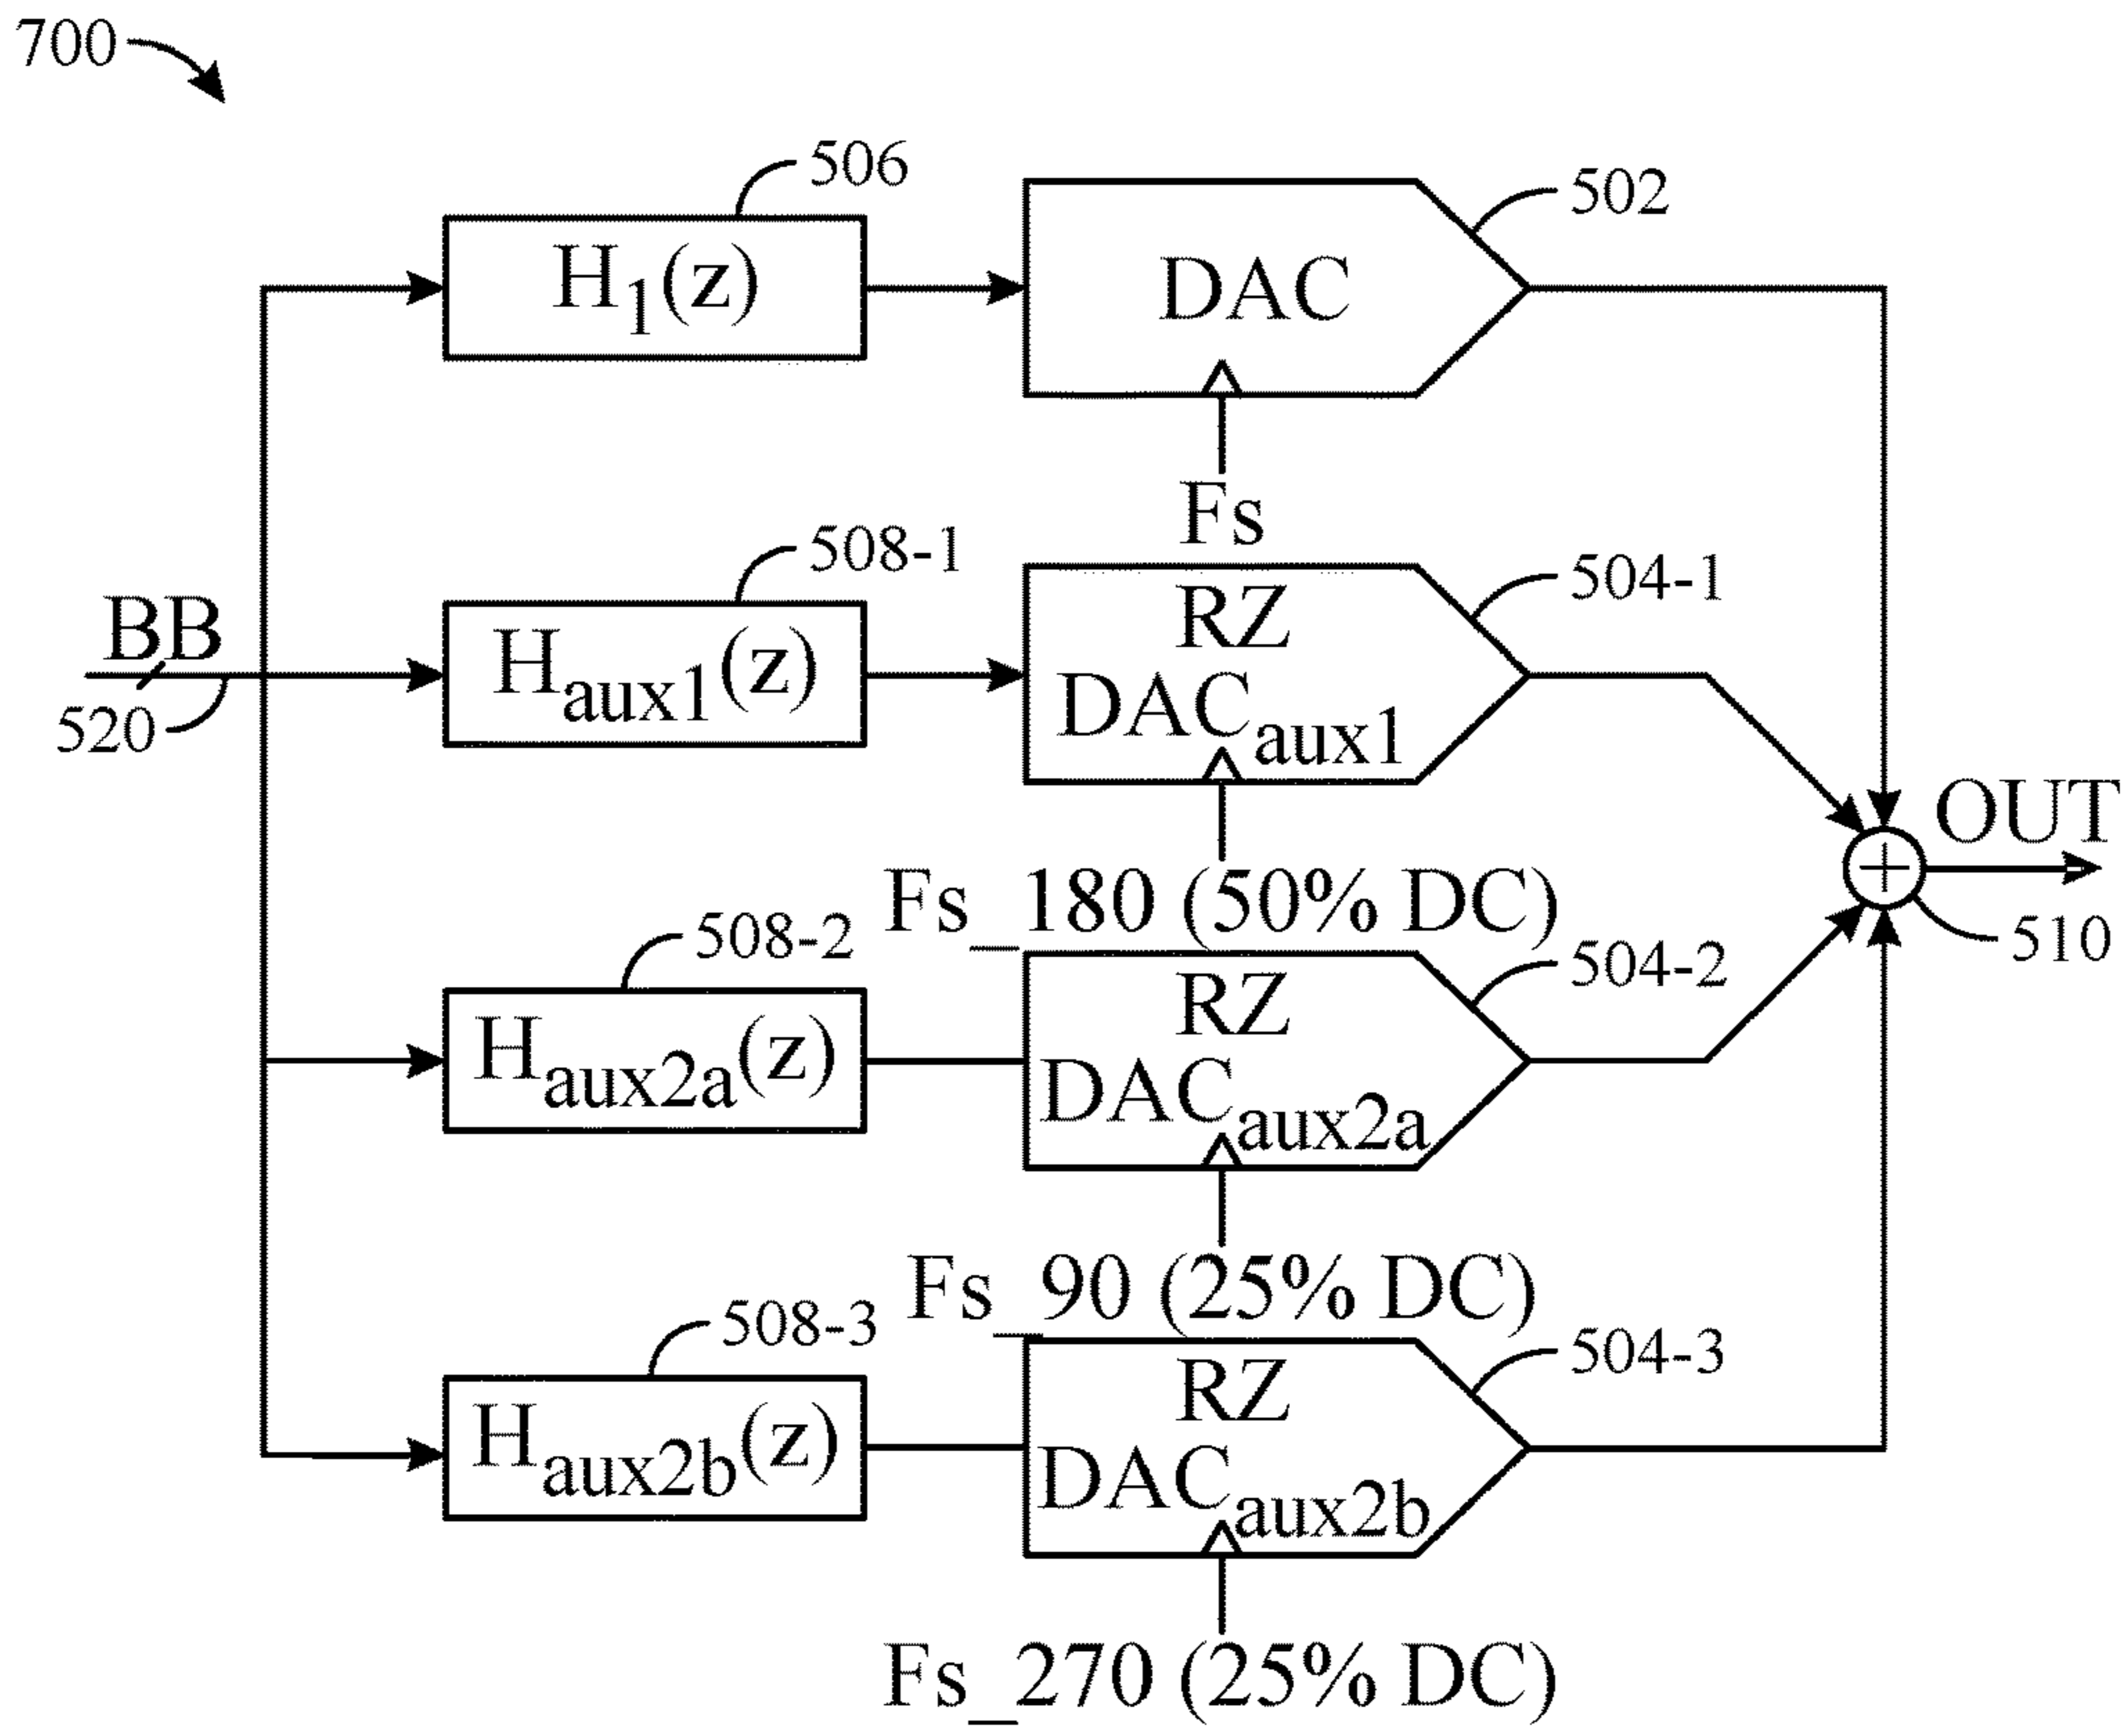 700
506
H1(z)
502
DAC
Fs
508-1
BB
520
Haux1(z)
504-1
RZ
DACaux1
Fs_180 (50% DC)
OUT
510
508-2
Haux2a(z)
504-2
RZ
DACaux2a
Fs_90 (25% DC)
508-3
Haux2b(z)
504-3
RZ
DACaux2b
Fs_270 (25% DC)